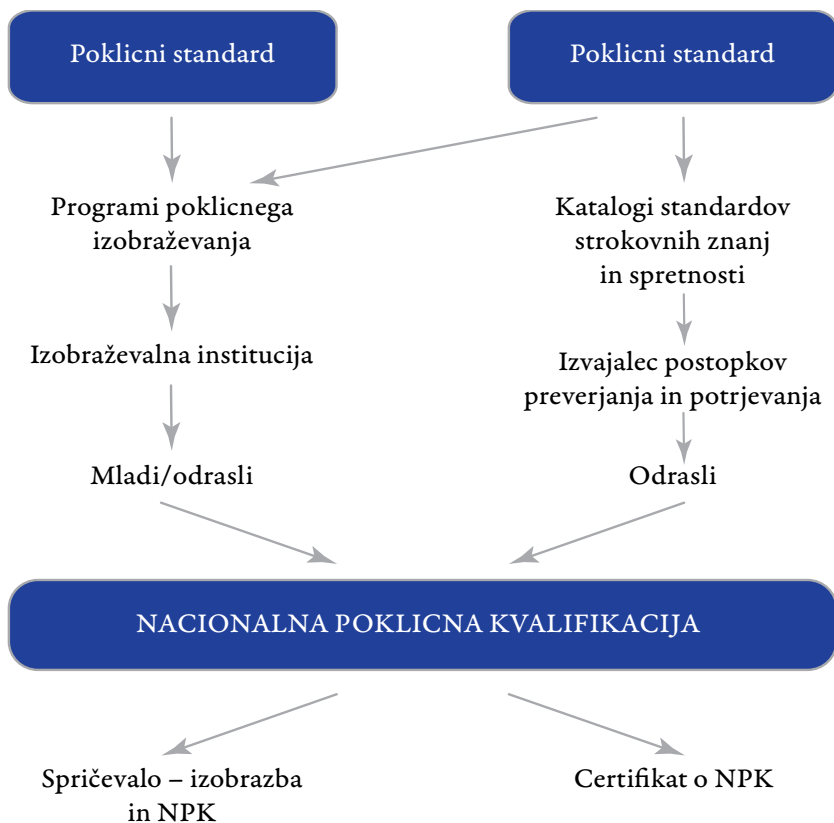 Poklicni standard
Poklicni standard
Programi poklicnega
izobraževanja
Katalogi standardov
strokovnih znanj
in spretnosti
Izobraževalna institucija
Izvajalec postopkov
preverjanja in potrjevanja
Mladi/odrasli
Odrasli
NACIONALNA POKLICNA KVALIFIKACIJA
Spričevalo – izobrazba
in NPK
Certifikat o NPK